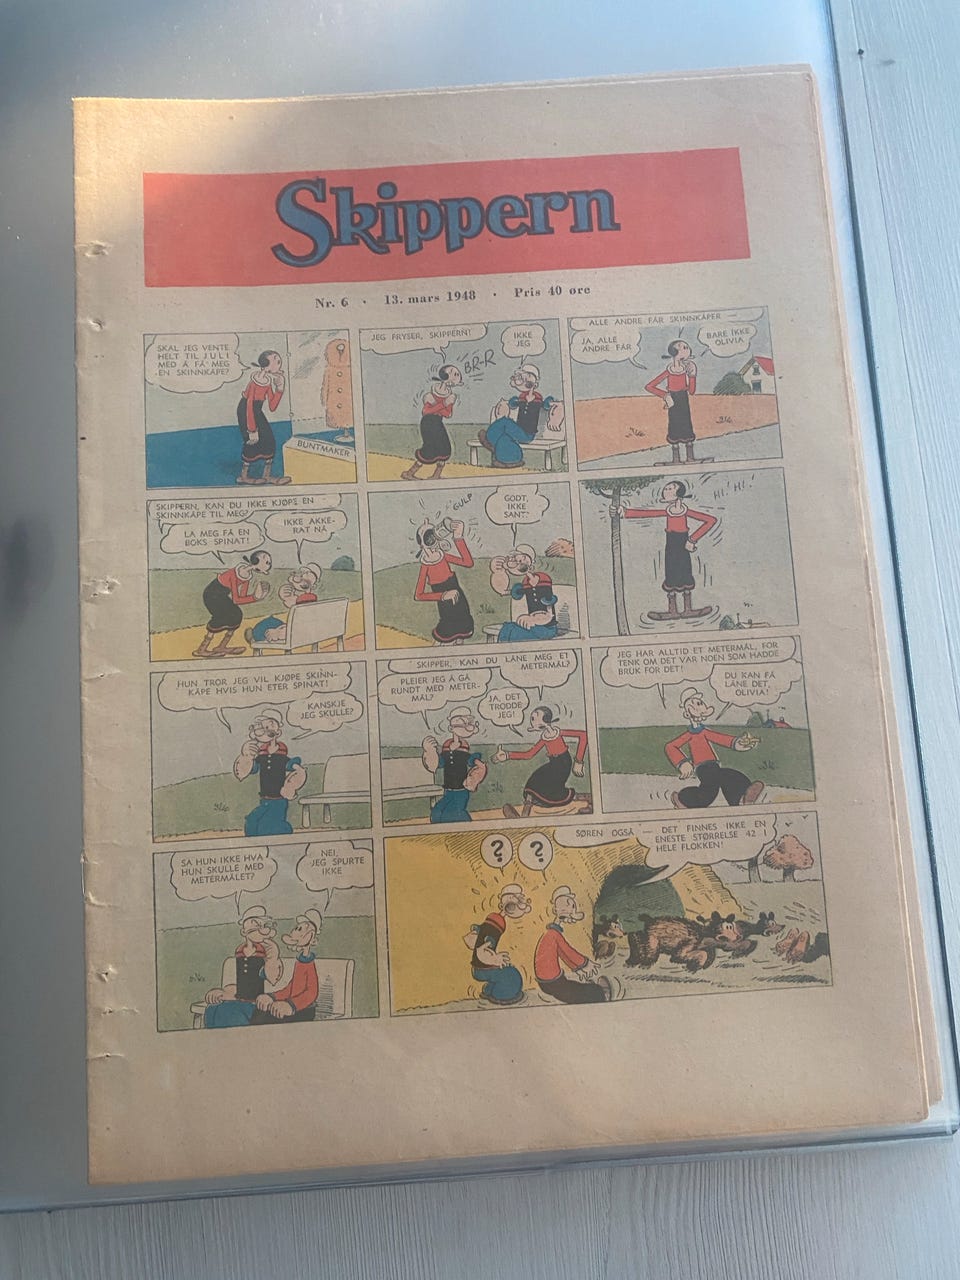 Skippern
Nr. 6 · 13. mars 1948 · Pris 40 øre
SKAL JEG VENTE
HELT TIL JULI
MED Å FÅ MEG
EN SKINNKÅPE?
BUNTMAKER
JEG FRYSER, SKIPPERN!
BR-R
IKKE
JEG
ALLE ANDRE FÅR SKINNKÅPER —
JA, ALLE
ANDRE FÅR
BARE IKKE
OLIVIA
SKIPPERN, KAN DU IKKE KJØPE EN
SKINNKÅPE TIL MEG?
LA MEG FÅ EN
BOKS SPINAT!
IKKE AKKE-
RAT NÅ
GULP
GODT,
IKKE
SANT?
HI! HI!
HUN TROR JEG VIL KJØPE SKINN-
KÅPE HVIS HUN ETER SPINAT!
KANSKJE
JEG SKULLE?
SKIPPER, KAN DU LÅNE MEG ET
METERMÅL?
PLEIER JEG Å GÅ
RUNDT MED METER-
MÅL?
JA, DET
TRODDE
JEG!
JEG HAR ALLTID ET METERMÅL, FOR
TENK OM DET VAR NOEN SOM HADDE
BRUK FOR DET!
DU KAN FÅ
LÅNE DET,
OLIVIA!
SA HUN IKKE HVA
HUN SKULLE MED
METERMÅLET?
NEI,
JEG SPURTE
IKKE
? ?
SØREN OGSÅ — DET FINNES IKKE EN
ENESTE STØRRELSE 42 I
HELE FLOKKEN!